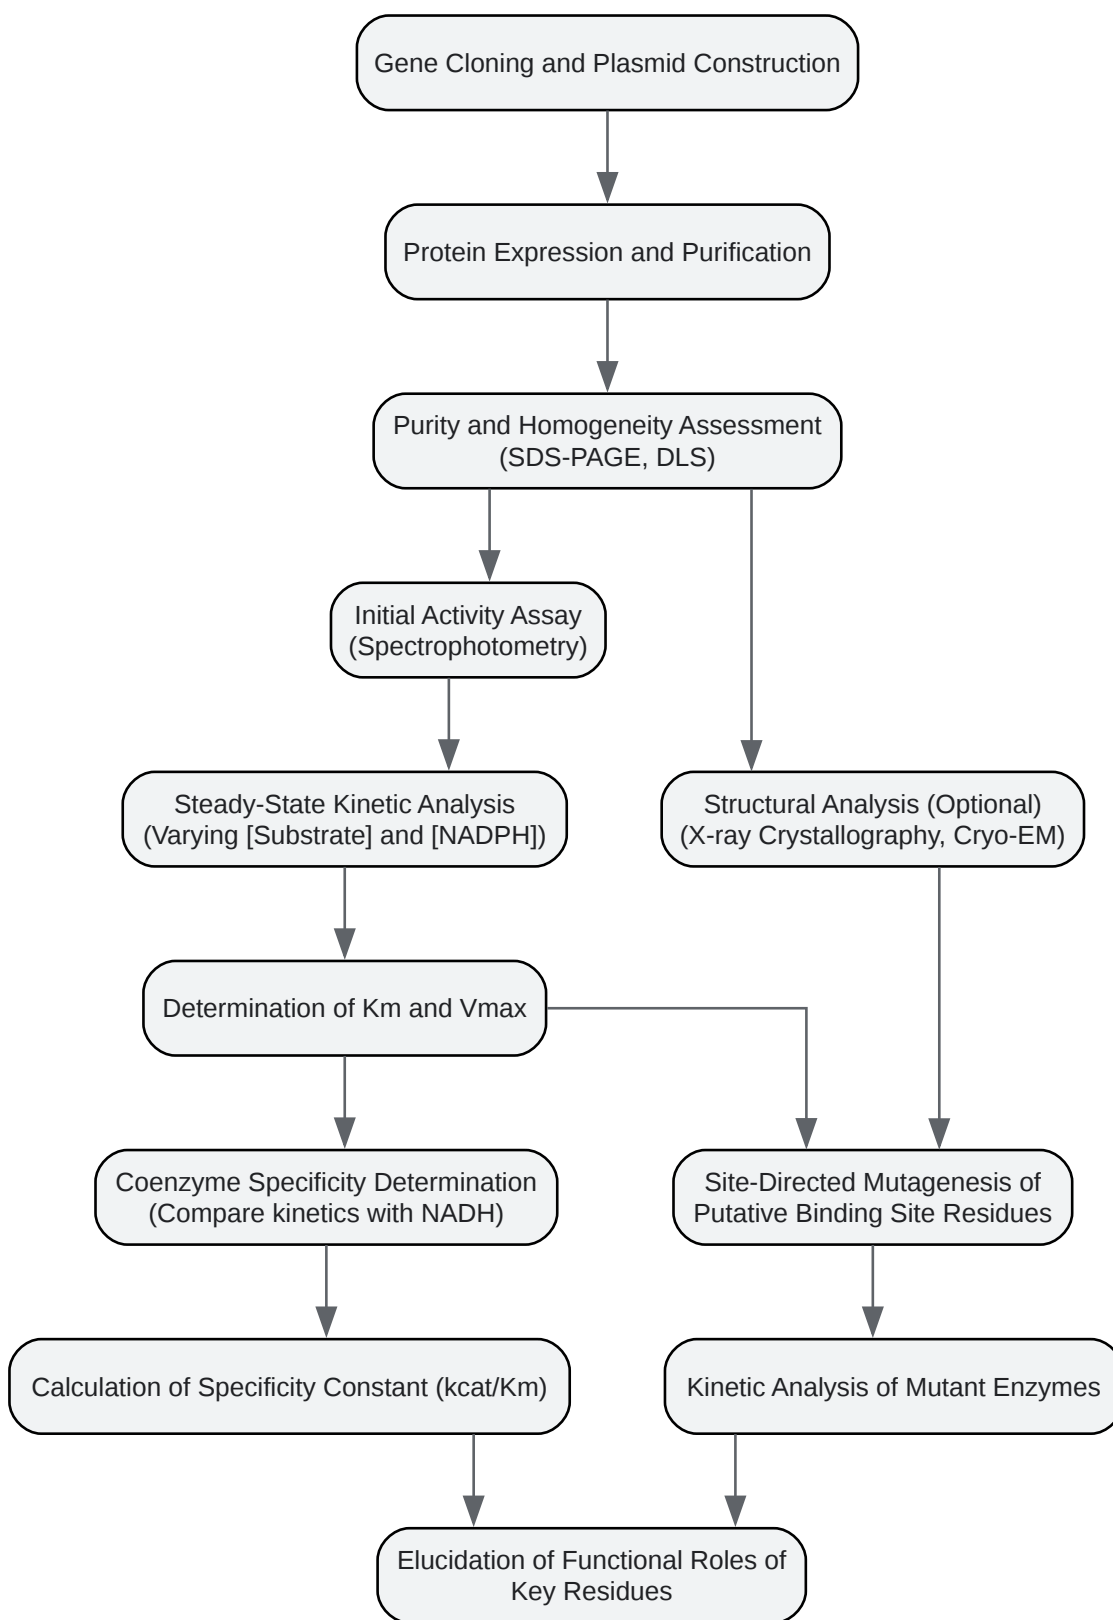 Gene Cloning and Plasmid Construction
Protein Expression and Purification
Purity and Homogeneity Assessment
(SDS-PAGE, DLS)
Initial Activity Assay
(Spectrophotometry)
Steady-State Kinetic Analysis
(Varying [Substrate] and [NADPH])
Structural Analysis (Optional)
(X-ray Crystallography, Cryo-EM)
Determination of Km and Vmax
Coenzyme Specificity Determination
(Compare kinetics with NADH)
Site-Directed Mutagenesis of
Putative Binding Site Residues
Calculation of Specificity Constant (kcat/Km)
Kinetic Analysis of Mutant Enzymes
Elucidation of Functional Roles of
Key Residues